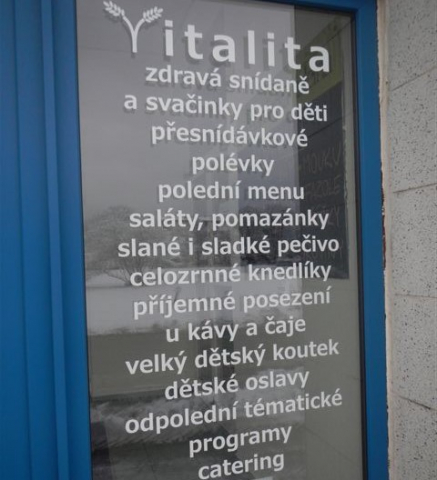 Vitalita
zdravá snídaně
a svačinky pro děti
přesnídávkové
polévky
polední menu
saláty, pomazánky
slané i sladké pečivo
celozrnné knedlíky
příjemné posezení
u kávy a čaje
velký dětský koutek
dětské oslavy
odpolední tématické
programy
catering